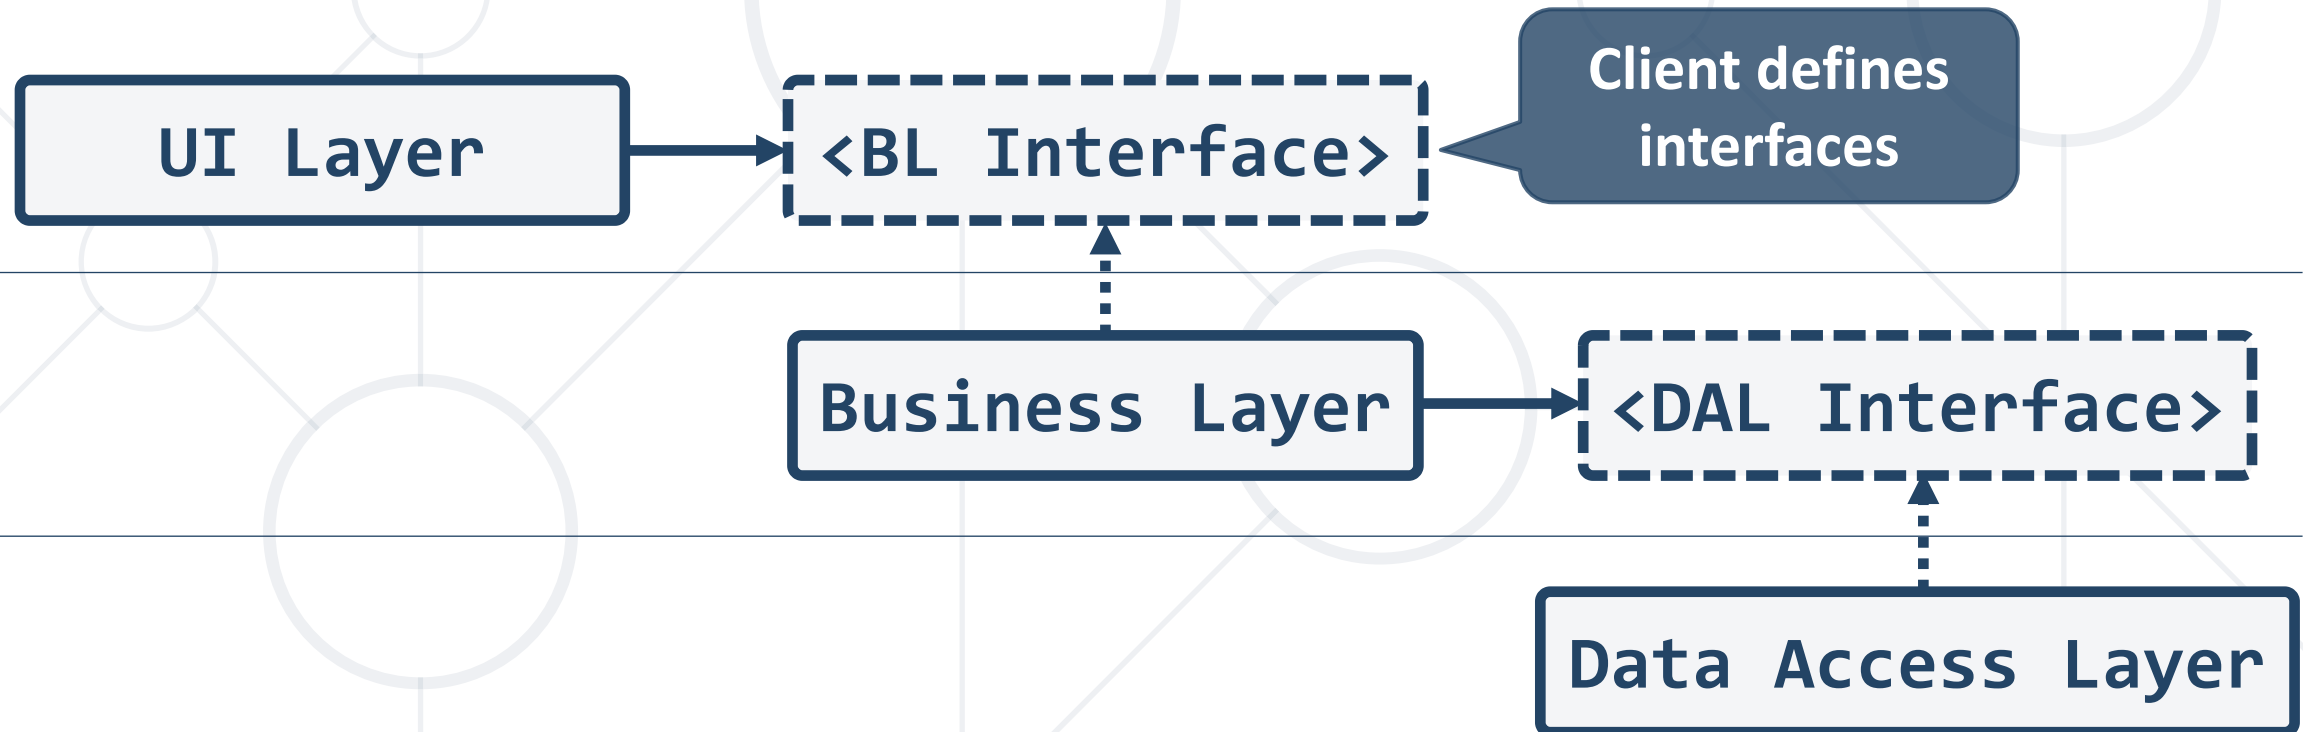 UI Layer
<BL Interface>
Client defines
interfaces
Business Layer
<DAL Interface>
Data Access Layer